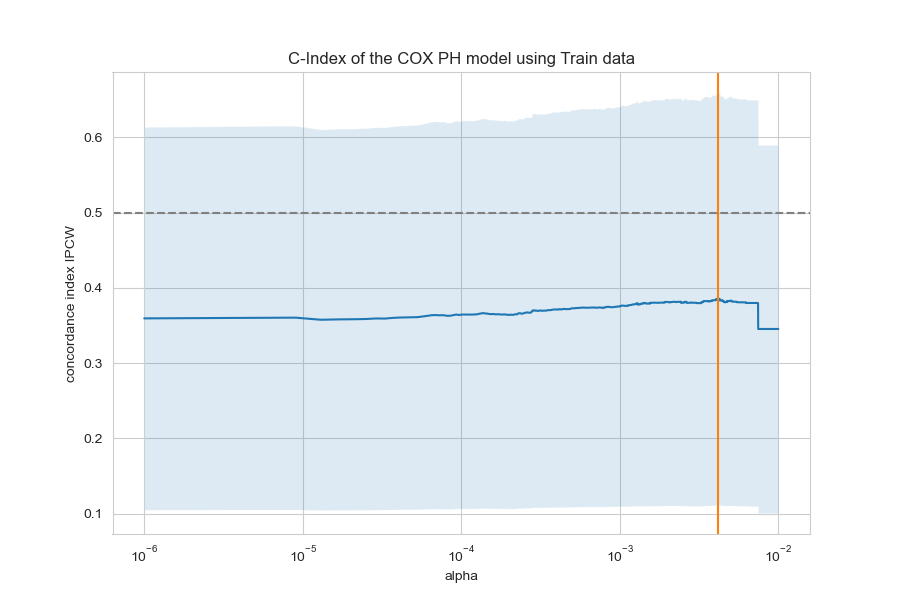 C-Index of the COX PH model using Train data
concordance index IPCW
0.6
0.5
0.4
0.3
0.2
0.1
10⁻⁶ 10⁻⁵ 10⁻⁴ 10⁻³ 10⁻²
alpha